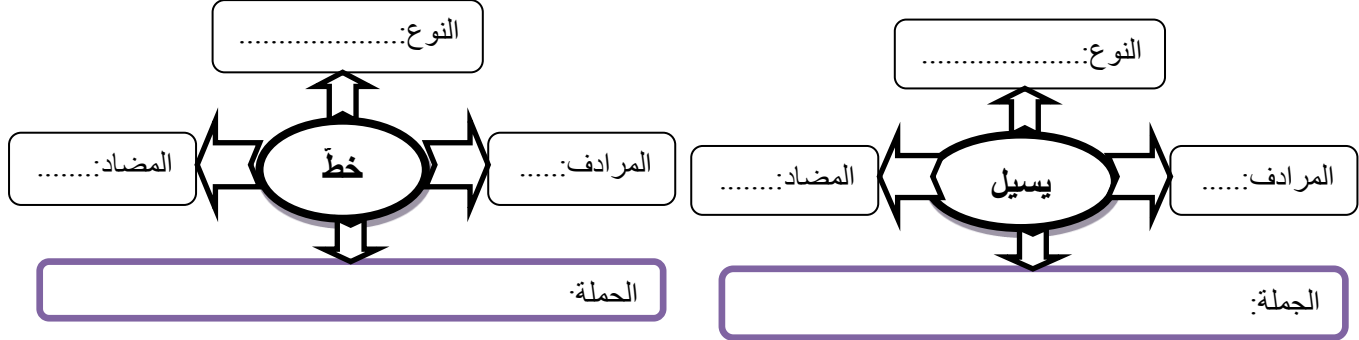 النوع:....................
المرادف:......
يسيل
المضاد:.......
الجملة:
النوع:...................
المرادف:......
خطّ
المضاد:.......
الحملة: